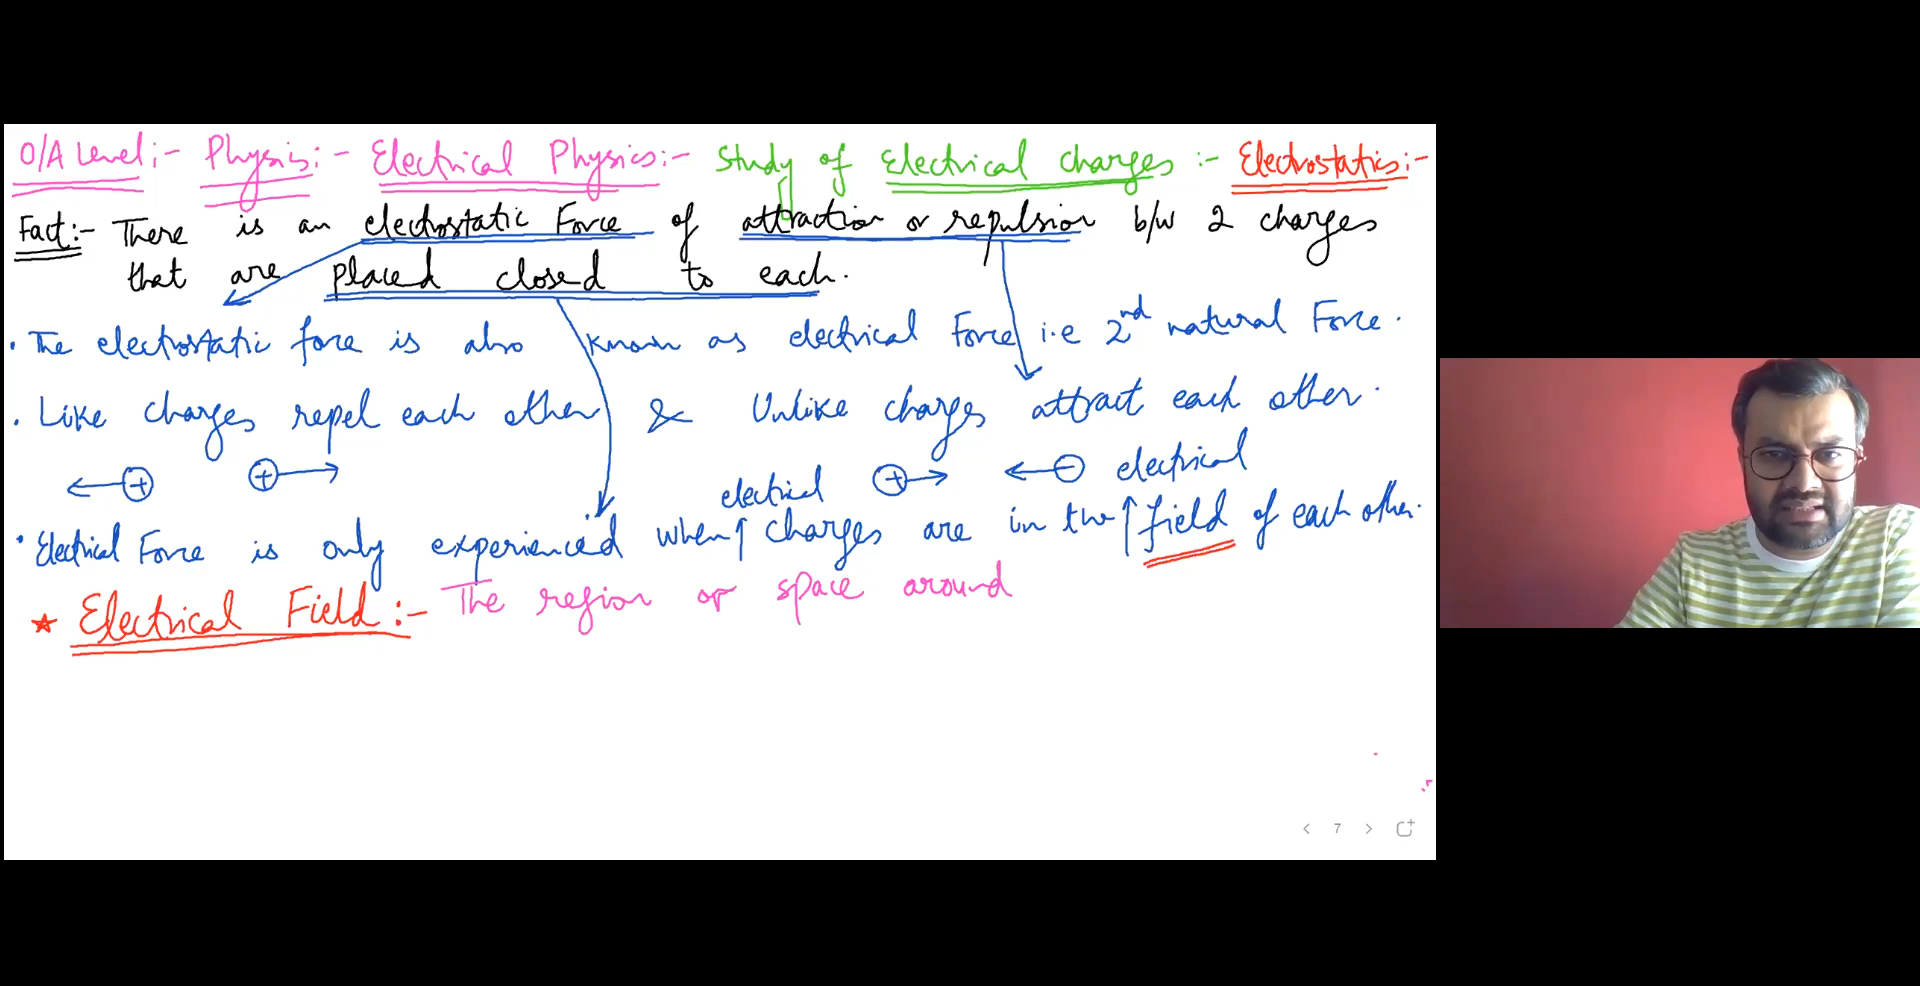 O/A Level:- Physis:- Electrical Physics:- Study of Electrical charges :- Electrostatics:-
Fact:- There is an electrostatic Force of attraction or repulsion b/w 2 charges
that are placed closed to each.
• The electrostatic force is also known as electrical Force i.e 2nd natural Force.
• Like charges repel each other & Unlike charges attract each other.
+ + + -
• Electrical Force is only experienced when ↑ electrical charges are in the ↑ electrical field of each other.
★ Electrical Field:- The region or space around
< 7 >